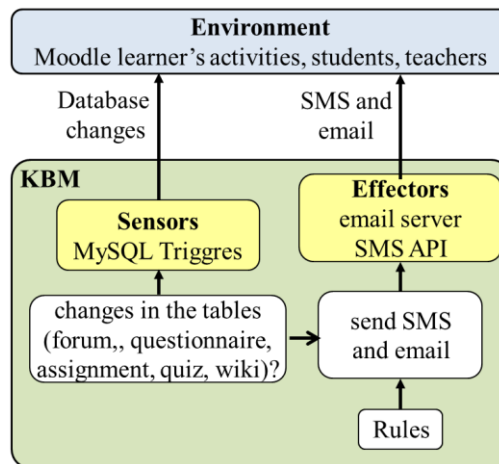 Environment
Moodle learner's activities, students, teachers
Database
changes
SMS and
email
KBM
Sensors
MySQL Triggres
Effectors
email server
SMS API
changes in the tables
(forum,, questionnaire,
assignment, quiz, wiki)?
send SMS
and email
Rules